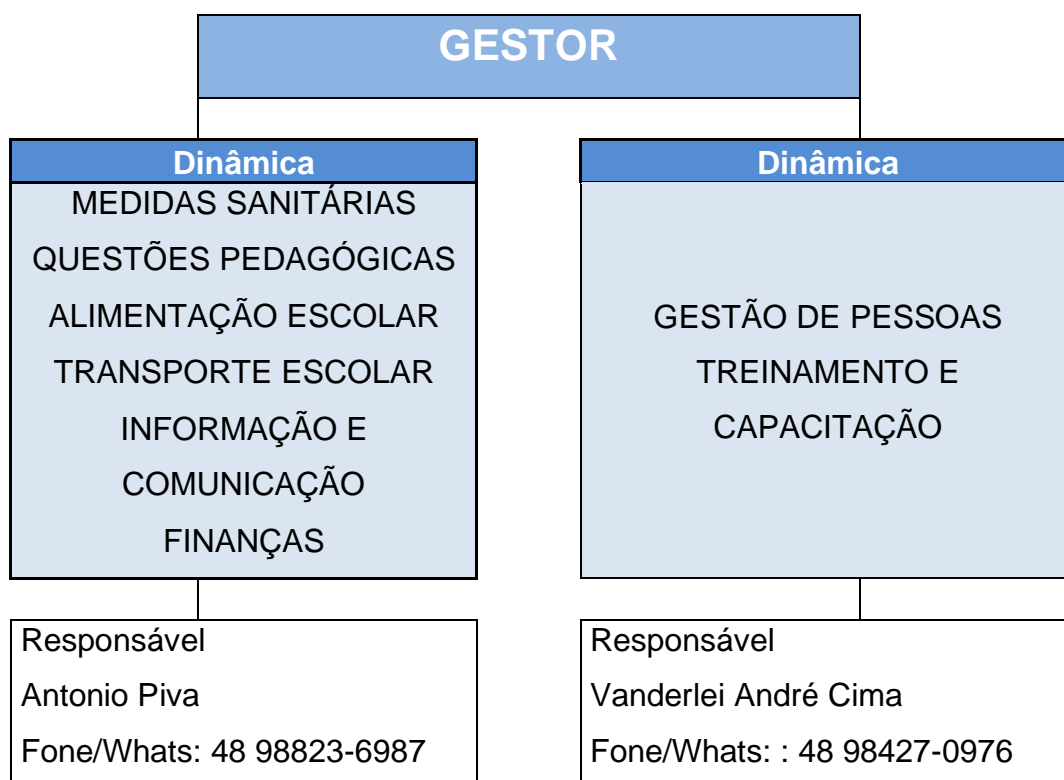 GESTOR
Dinâmica
MEDIDAS SANITÁRIAS
QUESTÕES PEDAGÓGICAS
ALIMENTAÇÃO ESCOLAR
TRANSPORTE ESCOLAR
INFORMAÇÃO E
COMUNICAÇÃO
FINANÇAS
Responsável
Antonio Piva
Fone/Whats: 48 98823-6987
Dinâmica
GESTÃO DE PESSOAS
TREINAMENTO E
CAPACITAÇÃO
Responsável
Vanderlei André Cima
Fone/Whats: : 48 98427-0976